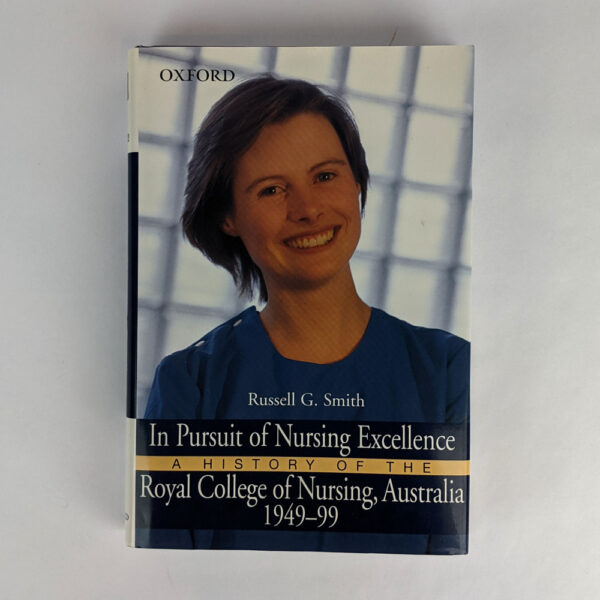 OXFORD
Russell G. Smith
In Pursuit of Nursing Excellence
A HISTORY OF THE
Royal College of Nursing, Australia
1949–99